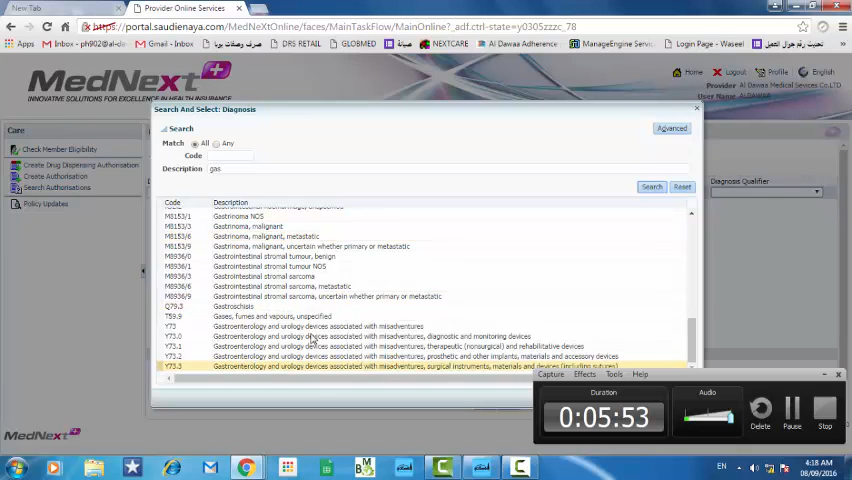 New Tab
Provider Online Services
https://portal.saudienaya.com/MedNeXtOnline/faces/MainTaskFlow/MainOnline?_adf.ctrl-state=y0305zzzc_78
Apps
Inbox - ph902@al-da
Gmail - Inbox
صرف وصفات بوبا
DRS RETAIL
GLOBMED
صيانة
NEXTCARE
Al Dawaa Adherence
ManageEngine Servic
Login Page - Waseel
تحديث رقم جوال العميل
MedNext
INNOVATIVE SOLUTIONS FOR EXCELLENCE IN HEALTH INSURANCE
Home
Logout
Profile
English
Provider Al Dawaa Medical Services Co.LTD
User Name
Care
Check Member Eligibility
Create Drug Dispensing Authorisation
Create Authorisation
Search Authorisations
Policy Updates
Diagnosis Qualifier
Search And Select: Diagnosis
Search
Advanced
Match All Any
Code
Description gas
Search Reset
Code Description
M8153/1 Gastrinoma NOS
M8153/3 Gastrinoma, malignant
M8153/6 Gastrinoma, malignant, metastatic
M8153/9 Gastrinoma, malignant, uncertain whether primary or metastatic
M8936/0 Gastrointestinal stromal tumour, benign
M8936/1 Gastrointestinal stromal tumour NOS
M8936/3 Gastrointestinal stromal sarcoma
M8936/6 Gastrointestinal stromal sarcoma, metastatic
M8936/9 Gastrointestinal stromal sarcoma, uncertain whether primary or metastatic
Q79.3 Gastroschisis
T59.9 Gases, fumes and vapours, unspecified
Y73 Gastroenterology and urology devices associated with misadventures
Y73.0 Gastroenterology and urology devices associated with misadventures, diagnostic and monitoring devices
Y73.1 Gastroenterology and urology devices associated with misadventures, therapeutic (nonsurgical) and rehabilitative devices
Y73.2 Gastroenterology and urology devices associated with misadventures, prosthetic and other implants, materials and accessory devices
Y73.3 Gastroenterology and urology devices associated with misadventures, surgical instruments, materials and devices (including sutures)
Capture Effects Tools Help
Duration
0:05:53
Audio
Delete
Pause
Stop
MedNext
EN
4:18 AM
08/09/2016